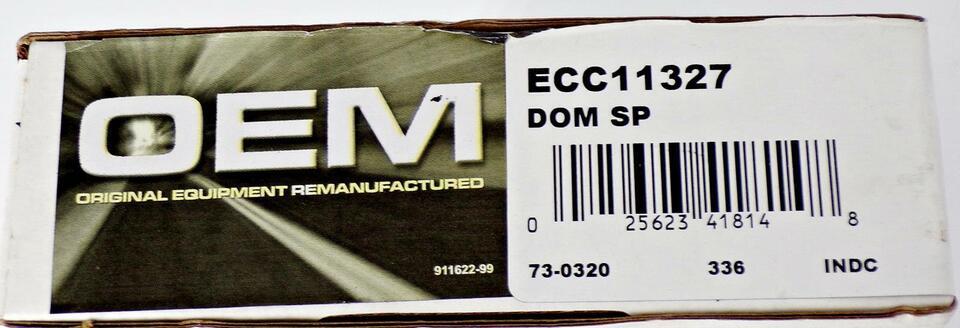 OEM
ORIGINAL EQUIPMENT REMANUFACTURED
911622-99
ECC11327
DOM SP
0 25623 41814 8
73-0320 336 INDC